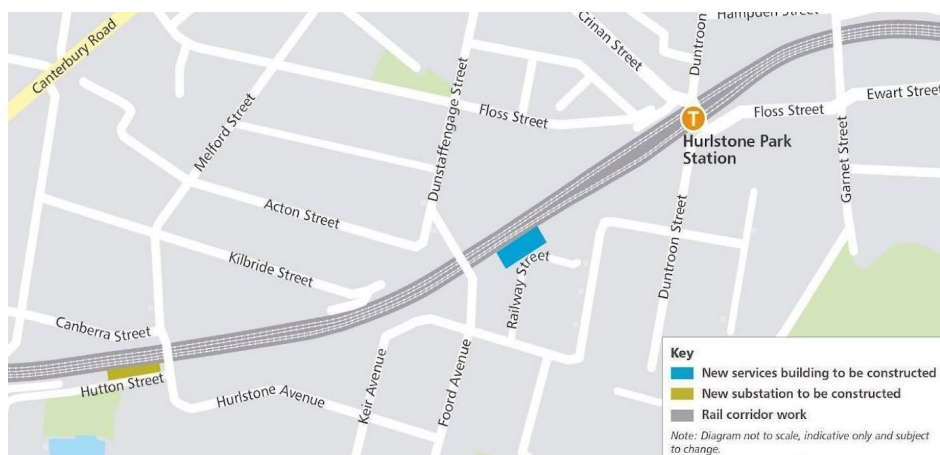 Hampden Street
Canterbury Road
Crinan Street
Duntroon
Ewart Street
Floss Street
Floss Street
T
Hurlstone Park
Station
Melford Street
Dunstaffengage Street
Garnet Street
Acton Street
Duntroon Street
Kilbride Street
Railway Street
Canberra Street
Hutton Street
Hurlstone Avenue
Keir Avenue
Foord Avenue
Key
New services building to be constructed
New substation to be constructed
Rail corridor work
Note: Diagram not to scale, indicative only and subject
to change.